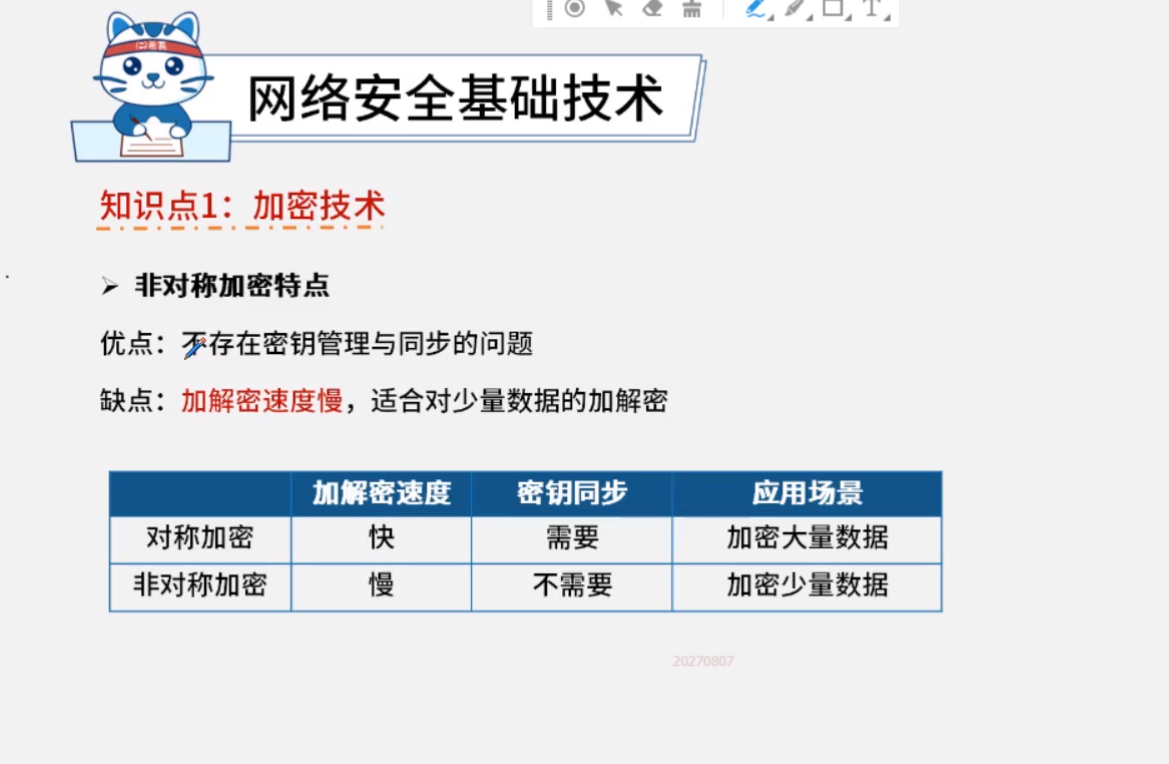 网络安全基础技术
知识点1：加密技术
➢ 非对称加密特点
优点：不存在密钥管理与同步的问题
缺点：加解密速度慢，适合对少量数据的加解密
加解密速度 密钥同步 应用场景
对称加密 快 需要 加密大量数据
非对称加密 慢 不需要 加密少量数据
20270807